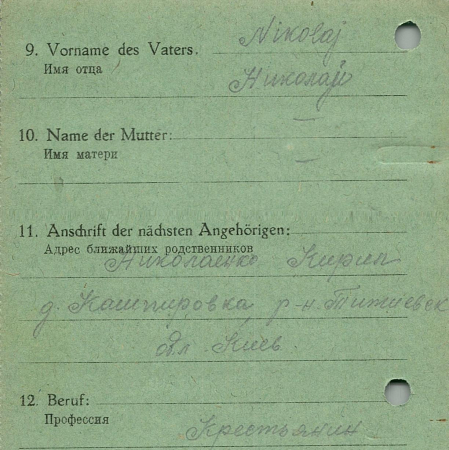 9. Vorname des Vaters. Nikolaj
Имя отца Николай
10. Name der Mutter: —
Имя матери —
11. Anschrift der nächsten Angehörigen:
Адрес ближайших родственников
Николаенко Кирил
д. Каштировка р-н. Тижиевск
Обл. Киев.
12. Beruf:
Профессия Крестьянин